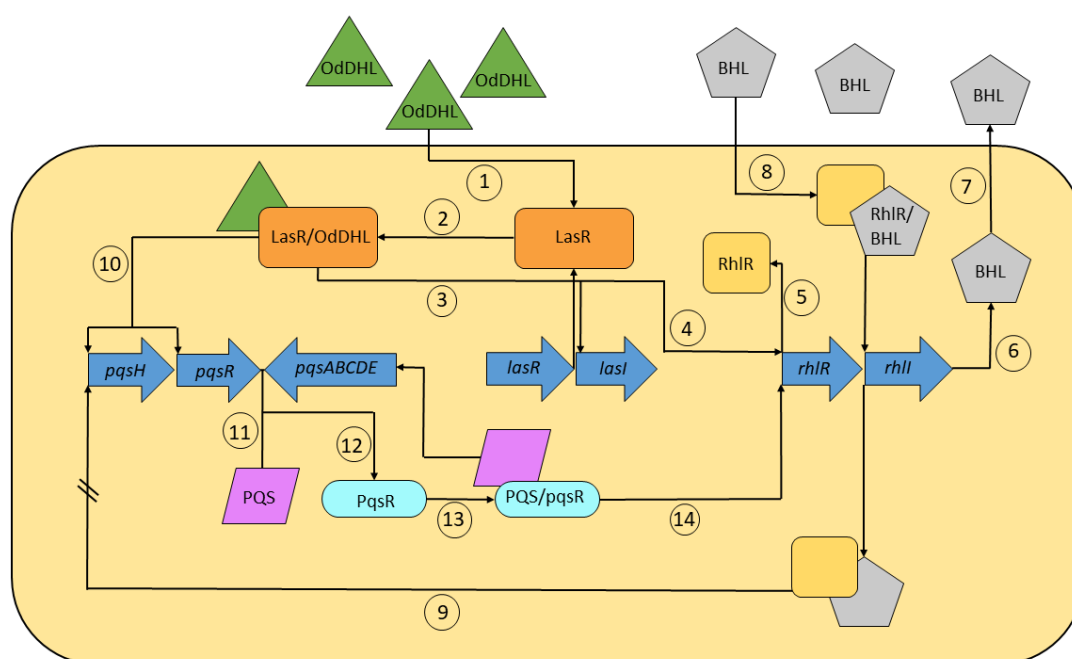 OdDHL
OdDHL
OdDHL
BHL
BHL
BHL
1
8
7
LasR/OdDHL
2
LasR
RhlR/
BHL
10
3
RhlR
5
BHL
4
6
pqsH
pqsR
pqsABCDE
lasR
lasI
rhlR
rhlI
11
12
PQS
PqsR
13
PQS/pqsR
14
9